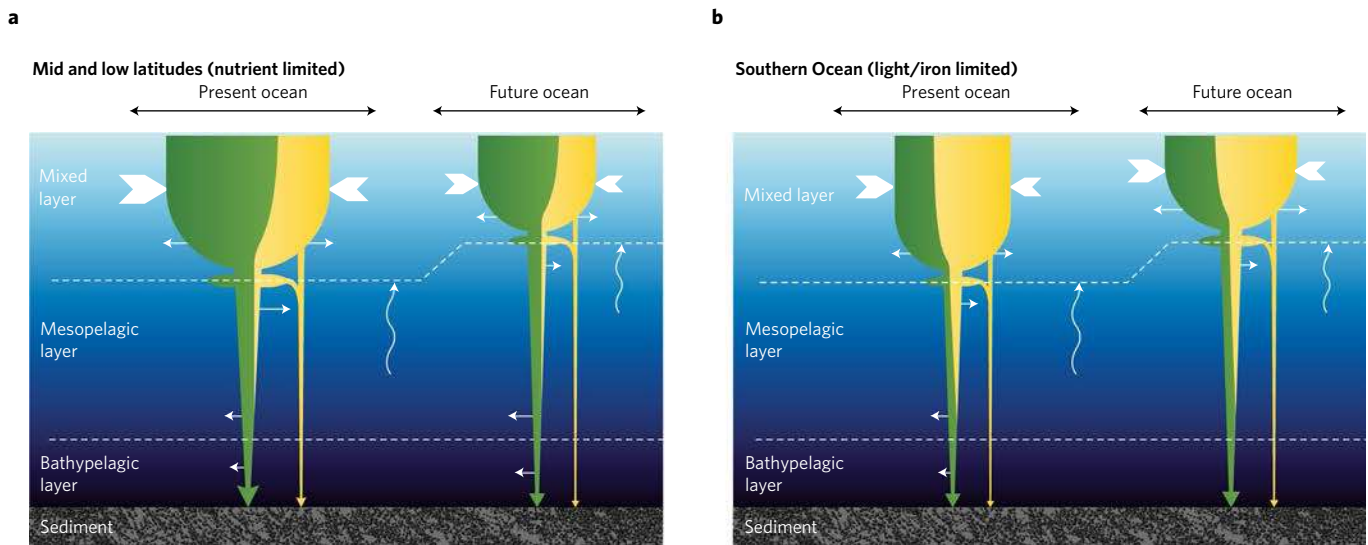 a
Mid and low latitudes (nutrient limited)
Present ocean
Future ocean
Mixed
layer
Mesopelagic
layer
Bathypelagic
layer
Sediment
b
Southern Ocean (light/iron limited)
Present ocean
Future ocean
Mixed layer
Mesopelagic
layer
Bathypelagic
layer
Sediment